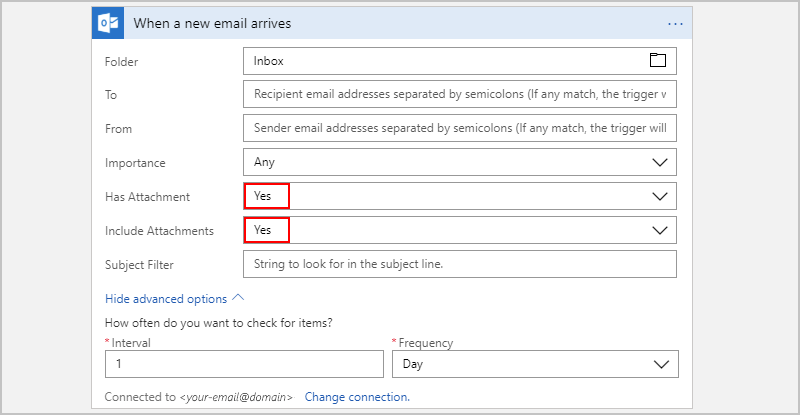 When a new email arrives ...
Folder Inbox
To Recipient email addresses separated by semicolons (If any match, the trigger w
From Sender email addresses separated by semicolons (If any match, the trigger will
Importance Any
Has Attachment Yes
Include Attachments Yes
Subject Filter String to look for in the subject line.
Hide advanced options
How often do you want to check for items?
* Interval * Frequency
1 Day
Connected to <your-email@domain> Change connection.